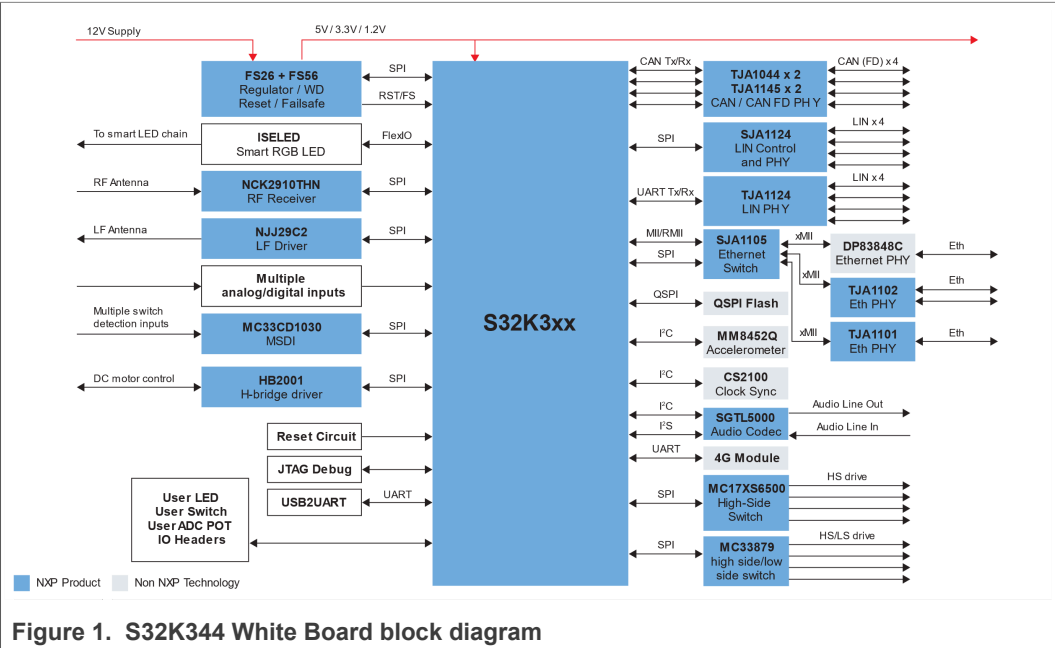 12V Supply
5V / 3.3V / 1.2V
FS26 + FS56
Regulator / WD
Reset / Failsafe
SPI
RST/FS
To smart LED chain
ISELED
Smart RGB LED
FlexIO
RF Antenna
NCK2910THN
RF Receiver
SPI
LF Antenna
NJJ29C2
LF Driver
SPI
Multiple
analog/digital inputs
Multiple switch
detection inputs
MC33CD1030
MSDI
SPI
DC motor control
HB2001
H-bridge driver
SPI
Reset Circuit
JTAG Debug
USB2UART
UART
User LED
User Switch
User ADC POT
IO Headers
S32K3xx
CAN Tx/Rx
TJA1044 x 2
TJA1145 x 2
CAN / CAN FD PHY
CAN (FD) x 4
SPI
SJA1124
LIN Control
and PHY
LIN x 4
UART Tx/Rx
TJA1124
LIN PHY
LIN x 4
MII/RMII
SPI
SJA1105
Ethernet
Switch
xMII
xMII
xMII
DP83848C
Ethernet PHY
Eth
TJA1102
Eth PHY
Eth
TJA1101
Eth PHY
Eth
QSPI
QSPI Flash
I²C
MM8452Q
Accelerometer
I²C
CS2100
Clock Sync
I²C
I²S
SGTL5000
Audio Codec
Audio Line Out
Audio Line In
UART
4G Module
SPI
MC17XS6500
High-Side
Switch
HS drive
SPI
MC33879
high side/low
side switch
HS/LS drive
NXP Product
Non NXP Technology
Figure 1. S32K344 White Board block diagram